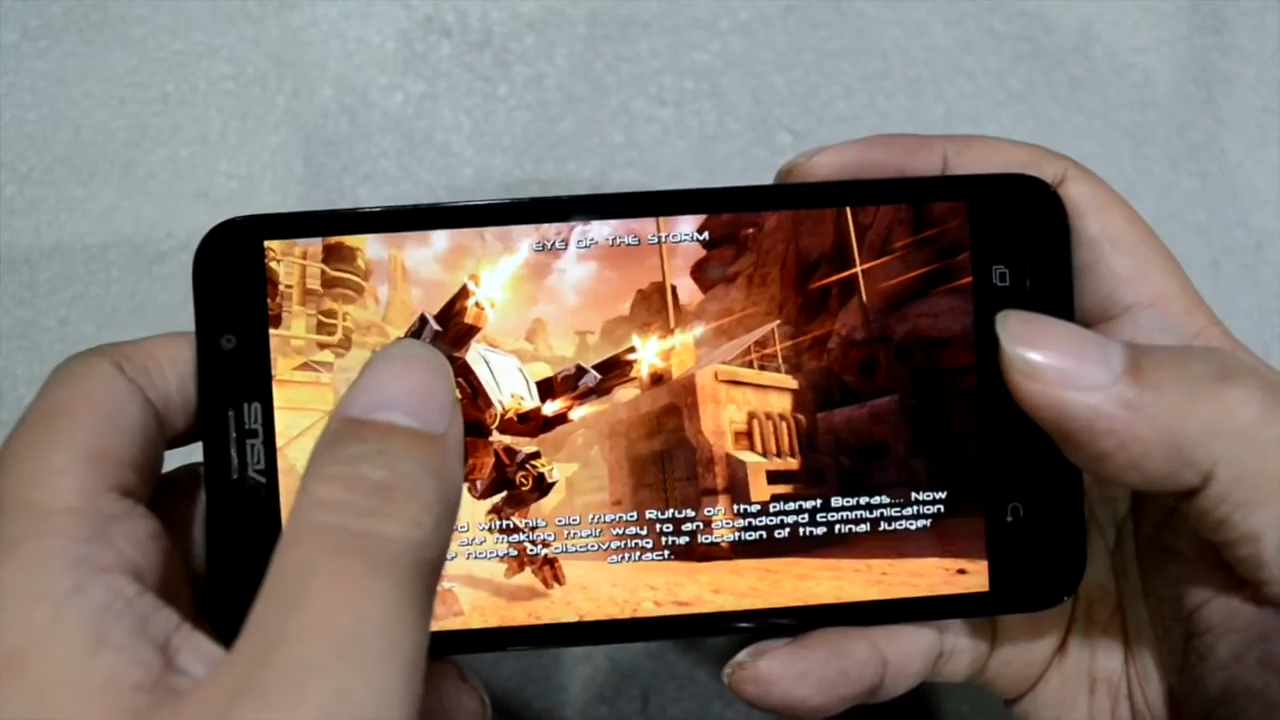 EYE OF THE STORM
ASUS
with his old friend Rufus on the planet Boreas... Now
are making their way to an abandoned communication
hopes of discovering the location of the final Judger
artifact.